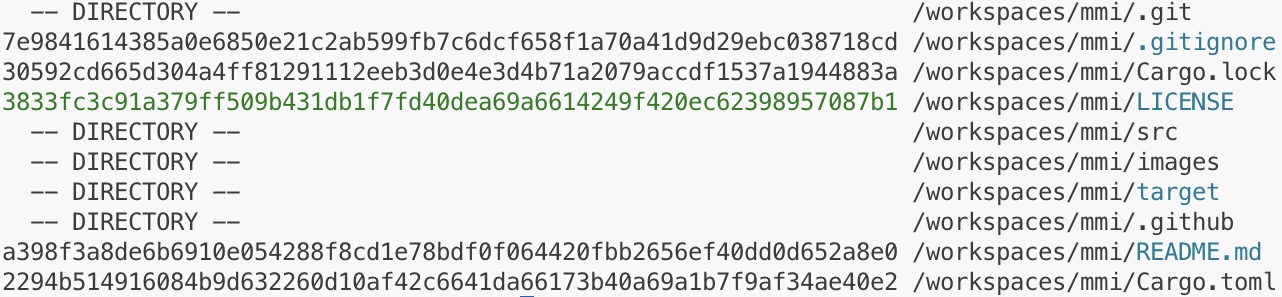 -- DIRECTORY -- /workspaces/mmi/.git
7e9841614385a0e6850e21c2ab599fb7c6dcf658f1a70a41d9d29ebc038718cd /workspaces/mmi/.gitignore
30592cd665d304a4ff81291112eeb3d0e4e3d4b71a2079accdf1537a1944883a /workspaces/mmi/Cargo.lock
3833fc3c91a379ff509b431db1f7fd40dea69a6614249f420ec62398957087b1 /workspaces/mmi/LICENSE
-- DIRECTORY -- /workspaces/mmi/src
-- DIRECTORY -- /workspaces/mmi/images
-- DIRECTORY -- /workspaces/mmi/target
-- DIRECTORY -- /workspaces/mmi/.github
a398f3a8de6b6910e054288f8cd1e78bdf0f064420fbb2656ef40dd0d652a8e0 /workspaces/mmi/README.md
2294b514916084b9d632260d10af42c6641da66173b40a69a1b7f9af34ae40e2 /workspaces/mmi/Cargo.toml